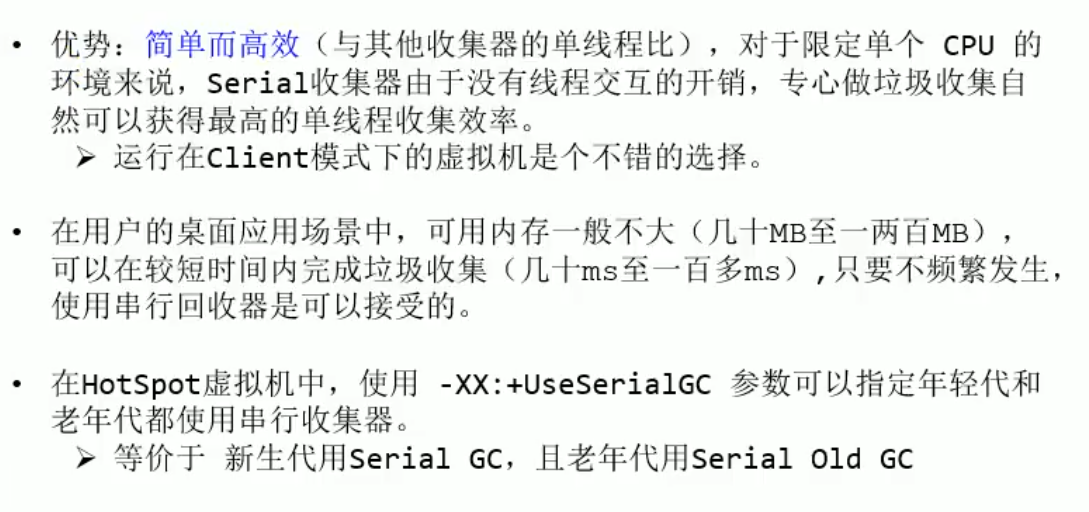 • 优势：简单而高效（与其他收集器的单线程比），对于限定单个 CPU 的
环境来说，Serial收集器由于没有线程交互的开销，专心做垃圾收集自
然可以获得最高的单线程收集效率。
➢ 运行在Client模式下的虚拟机是个不错的选择。
• 在用户的桌面应用场景中，可用内存一般不大（几十MB至一两百MB），
可以在较短时间内完成垃圾收集（几十ms至一百多ms）,只要不频繁发生，
使用串行回收器是可以接受的。
• 在HotSpot虚拟机中，使用 -XX:+UseSerialGC 参数可以指定年轻代和
老年代都使用串行收集器。
➢ 等价于 新生代用Serial GC，且老年代用Serial Old GC